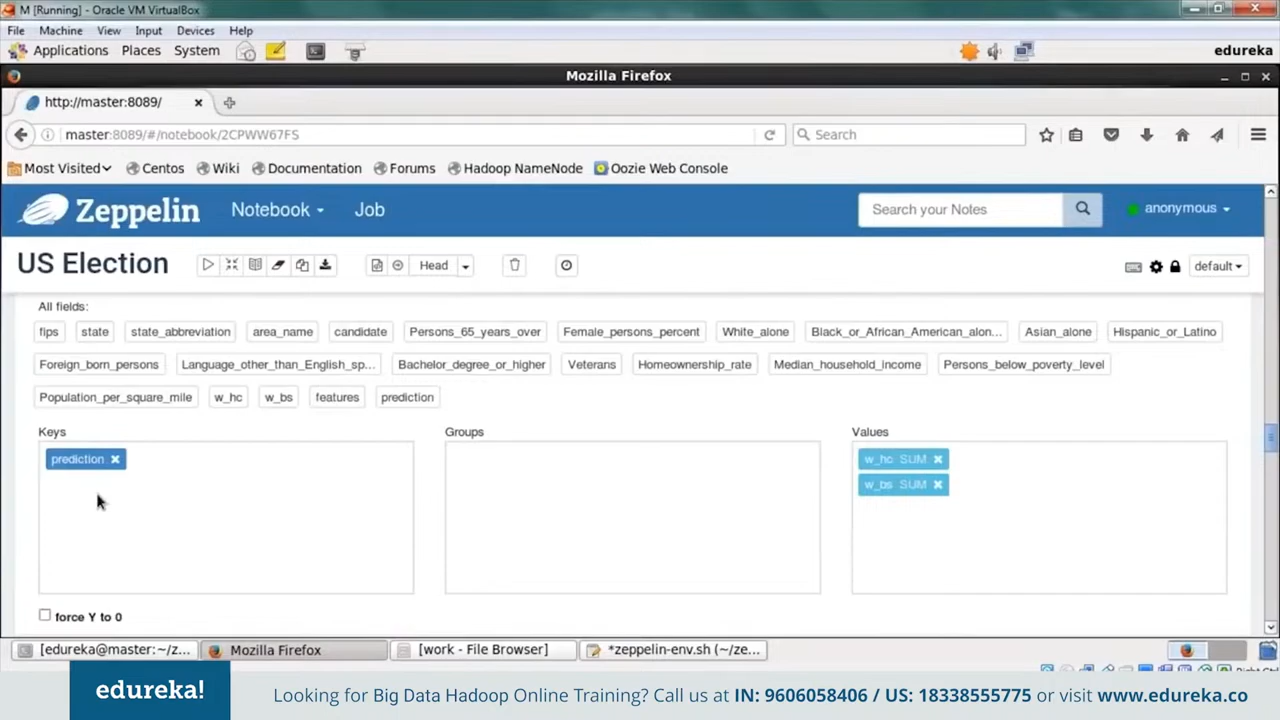 M [Running] - Oracle VM VirtualBox
File Machine View Input Devices Help
Applications Places System edureka
Mozilla Firefox
http://master:8089/
master:8089/#/notebook/2CPWW67FS Search
Most Visited Centos Wiki Documentation Forums Hadoop NameNode Oozie Web Console
Zeppelin Notebook Job Search your Notes anonymous
US Election Head default
All fields:
fips state state_abbreviation area_name candidate Persons_65_years_over Female_persons_percent White_alone Black_or_African_American_alon... Asian_alone Hispanic_or_Latino
Foreign_born_persons Language_other_than_English_sp... Bachelor_degree_or_higher Veterans Homeownership_rate Median_household_income Persons_below_poverty_level
Population_per_square_mile w_hc w_bs features prediction
Keys Groups Values
prediction w_hc SUM
w_bs SUM
force Y to 0
[edureka@master:~/z... Mozilla Firefox [work - File Browser] *zeppelin-env.sh (~/ze...
edureka! Looking for Big Data Hadoop Online Training? Call us at IN: 9606058406 / US: 18338555775 or visit www.edureka.co